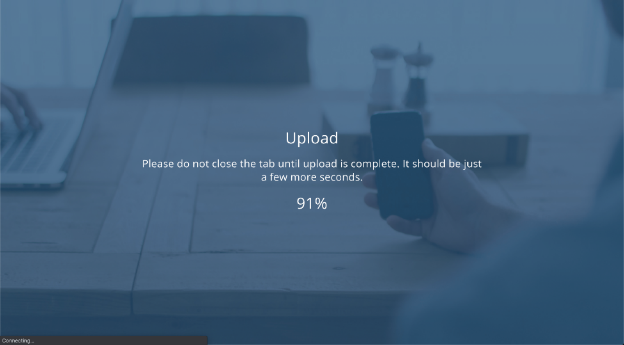 Upload
Please do not close the tab until upload is complete. It should be just
a few more seconds.
91%
Connecting...